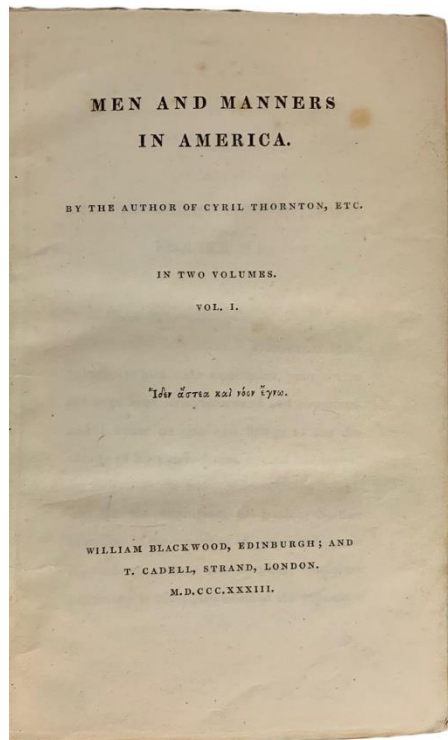 MEN AND MANNERS
IN AMERICA.
BY THE AUTHOR OF CYRIL THORNTON, ETC.
IN TWO VOLUMES.
VOL. I.
Ἴδεν ἄστεα καὶ νόον ἔγνω.
WILLIAM BLACKWOOD, EDINBURGH; AND
T. CADELL, STRAND, LONDON.
M.D.CCC.XXXIII.